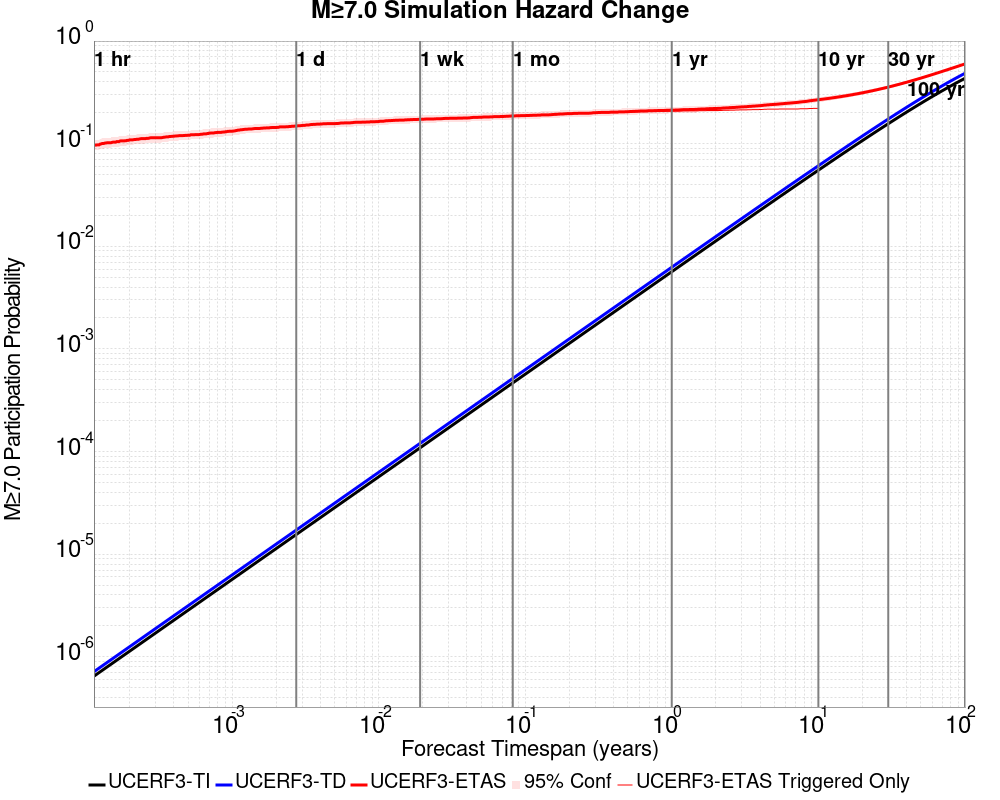 M≥7.0 Simulation Hazard Change
10^0
10^-1
10^-2
10^-3
10^-4
10^-5
10^-6
M≥7.0 Participation Probability
1 hr
1 d
1 wk
1 mo
1 yr
10 yr
30 yr
100 yr
10^-3
10^-2
10^-1
10^0
10^1
10^2
Forecast Timespan (years)
UCERF3-TI UCERF3-TD UCERF3-ETAS 95% Conf UCERF3-ETAS Triggered Only